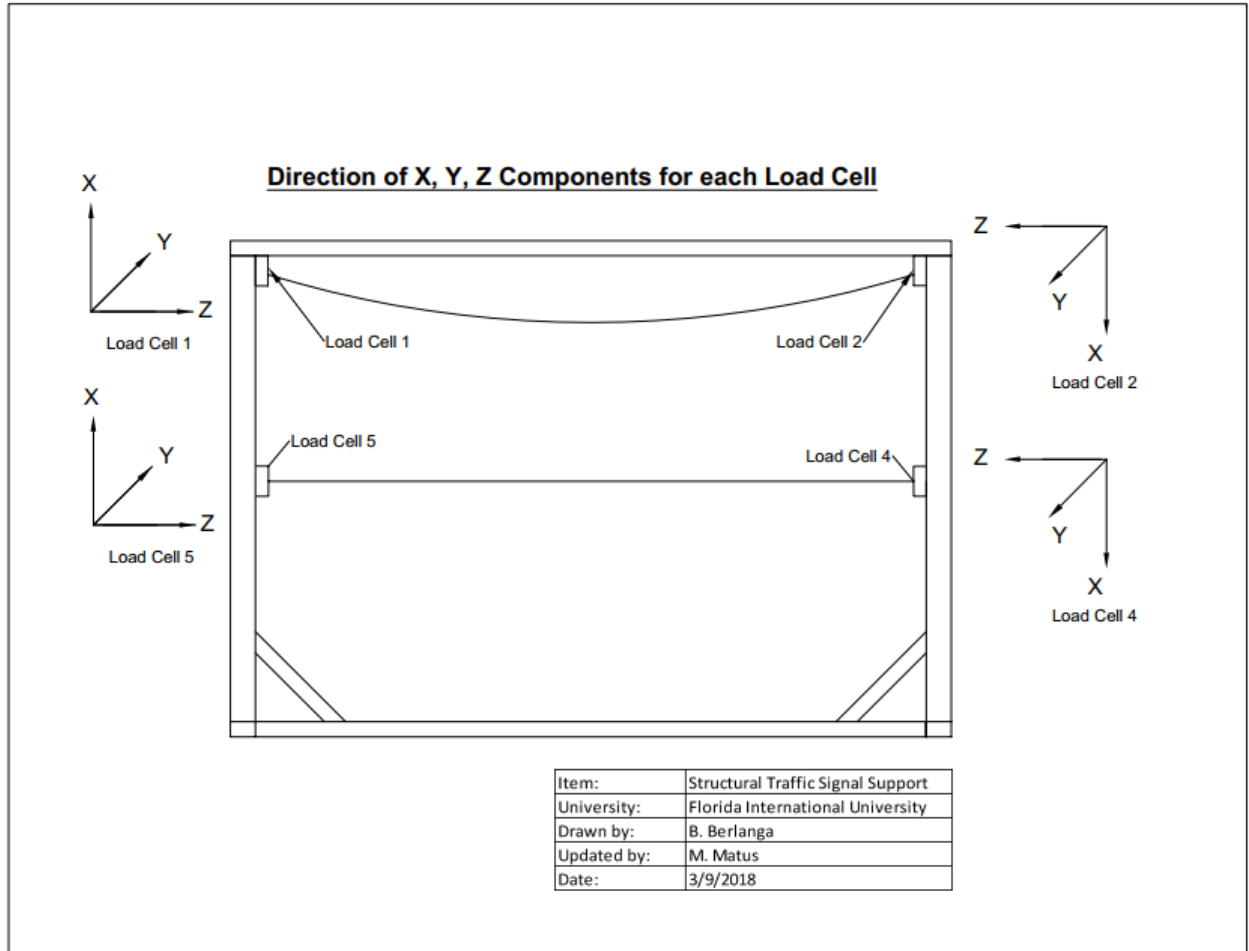 Direction of X, Y, Z Components for each Load Cell
X
Y
Z
Load Cell 1
Z
Y
X
Load Cell 2
Load Cell 1
Load Cell 2
X
Y
Z
Load Cell 5
Load Cell 5
Load Cell 4
Z
Y
X
Load Cell 4
Item: Structural Traffic Signal Support
University: Florida International University
Drawn by: B. Berlanga
Updated by: M. Matus
Date: 3/9/2018